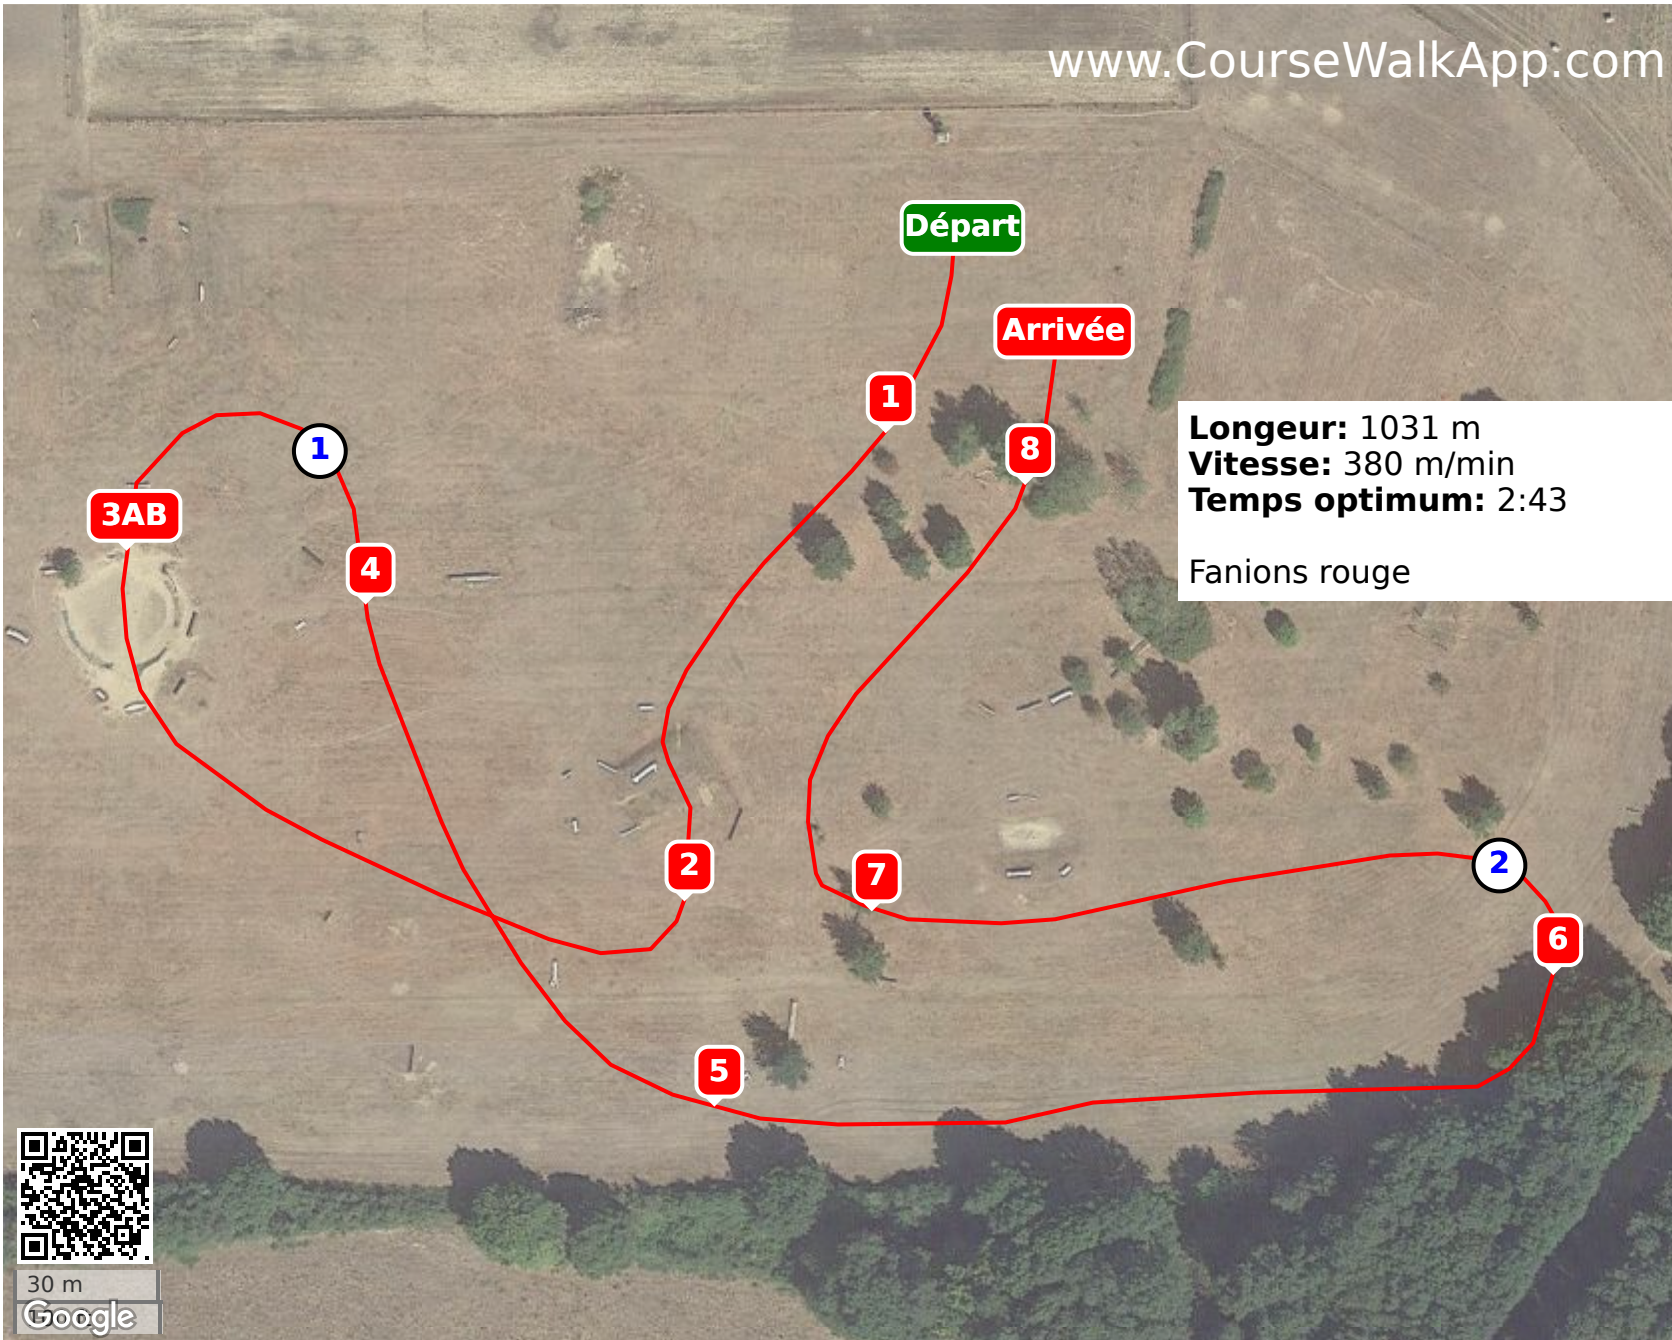 www.CourseWalkApp.com
Départ
Arrivée
1
8
Longeur: 1031 m
Vitesse: 380 m/min
Temps optimum: 2:43
Fanions rouge
1
3AB
4
2
7
2
6
5
30 m
Google